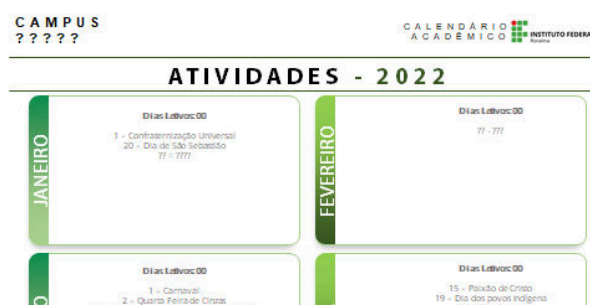 CAMPUS
?????
CALENDÁRIO
ACADÊMICO
INSTITUTO FEDERA
Roraima
ATIVIDADES - 2022
JANEIRO
Dias Letivos: 00
1 – Confraternização Universal
20 – Dia de São Sebastião
?? = ????
FEVEREIRO
Dias Letivos: 00
?? - ???
O
Dias Letivos: 00
1 – Carnaval
2 – Quarta Feira de Cinzas
Dias Letivos: 00
15 – Paixão de Cristo
19 – Dia dos povos indígena